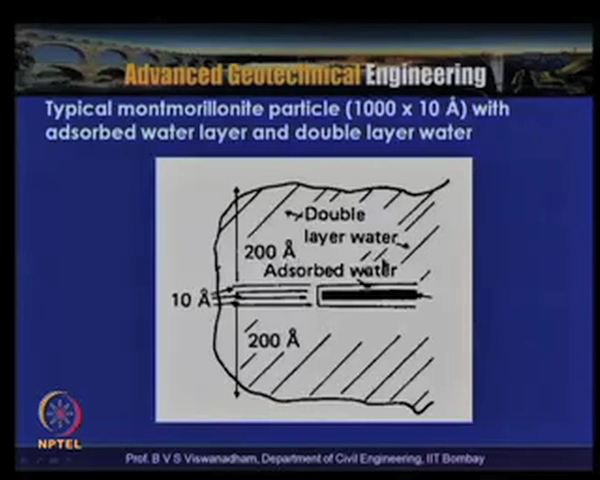 Advanced Geotechnical Engineering
Typical montmorillonite particle (1000 x 10 Å) with
adsorbed water layer and double layer water
Double
layer water
200 Å
Adsorbed water
10 Å
200 Å
NPTEL
Prof. B V S Viswanadham, Department of Civil Engineering, IIT Bombay